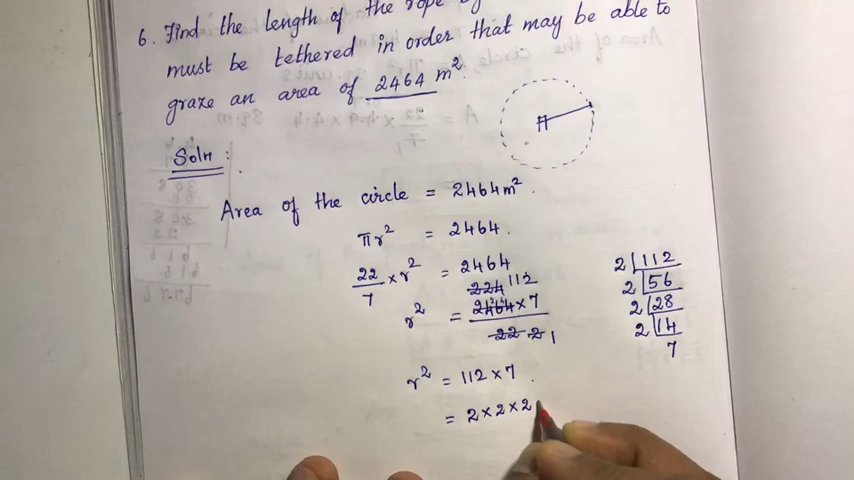 6. Find the length of the rope by
must be tethered in order that may be able to
graze an area of 2464 m².
Soln :
Area of the circle = 2464m².
πr² = 2464.
22/7 × r² = 2464
224 112
r² = 2464 × 7 / 22 2 1
r² = 112 × 7.
= 2 × 2 × 2
2 | 112
2 | 56
2 | 28
2 | 14
7